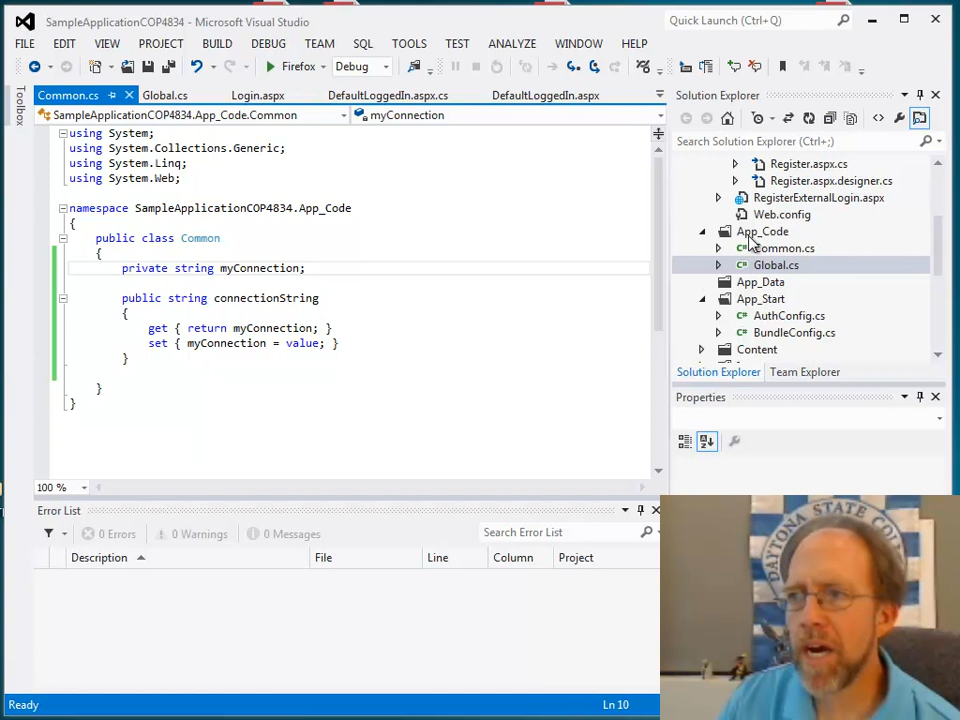 SampleApplicationCOP4834 - Microsoft Visual Studio
Quick Launch (Ctrl+Q)
FILE EDIT VIEW PROJECT BUILD DEBUG TEAM SQL TOOLS TEST ANALYZE WINDOW HELP
Firefox Debug
Toolbox
Common.cs Global.cs Login.aspx DefaultLoggedIn.aspx.cs DefaultLoggedIn.aspx
SampleApplicationCOP4834.App_Code.Common myConnection
using System;
using System.Collections.Generic;
using System.Linq;
using System.Web;
namespace SampleApplicationCOP4834.App_Code
{
public class Common
{
private string myConnection;
public string connectionString
{
get { return myConnection; }
set { myConnection = value; }
}
}
}
100 %
Solution Explorer
Search Solution Explorer (Ctrl+;)
Register.aspx.cs
Register.aspx.designer.cs
RegisterExternalLogin.aspx
Web.config
App_Code
Common.cs
Global.cs
App_Data
App_Start
AuthConfig.cs
BundleConfig.cs
Content
Solution Explorer Team Explorer
Properties
Error List
0 Errors 0 Warnings 0 Messages
Search Error List
Description File Line Column Project
Ready Ln 10
DAYTONA STATE COLLEGE